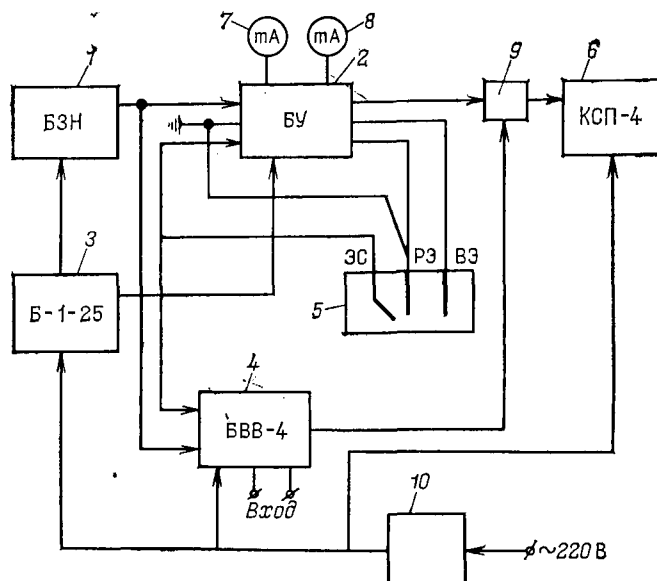 7 8
mA mA
1 2 9 6
БЗН БУ КСП-4
3
Б-1-25
ЭС РЭ ВЭ
5
4
БВВ-4
Вход
10
~220 В